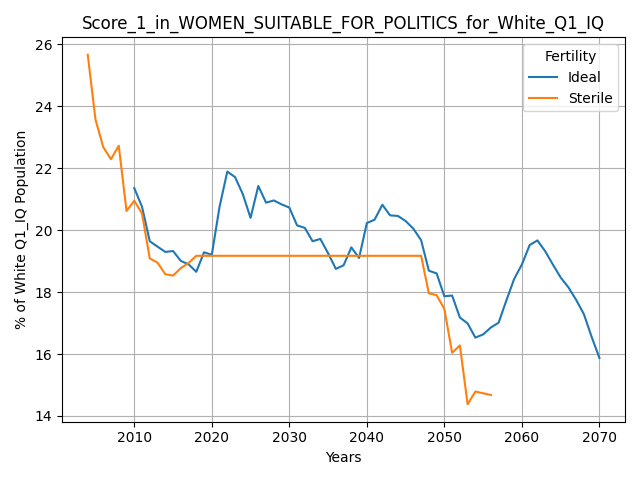 Score_1_in_WOMEN_SUITABLE_FOR_POLITICS_for_White_Q1_IQ
Fertility
Ideal
Sterile
% of White Q1_IQ Population
26
24
22
20
18
16
14
2010 2020 2030 2040 2050 2060 2070
Years